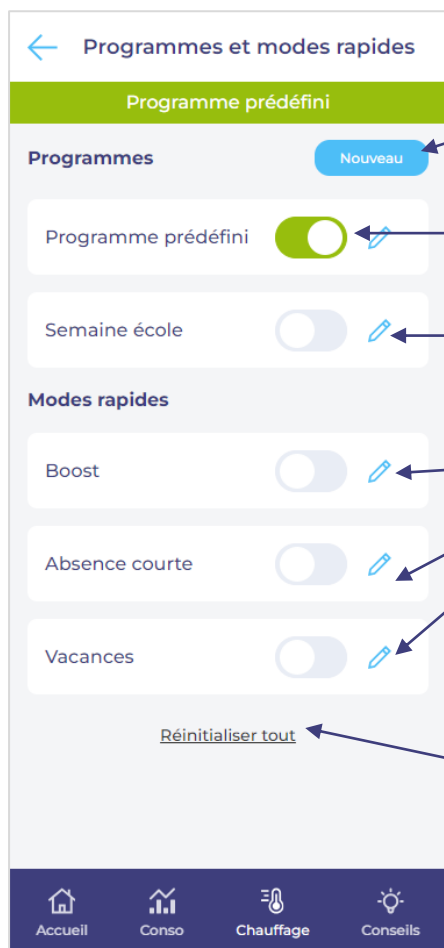 Programmes et modes rapides
Programme prédéfini
Programmes
Nouveau
Programme prédéfini
Semaine école
Modes rapides
Boost
Absence courte
Vacances
Réinitialiser tout
Accueil
Conso
Chauffage
Conseils